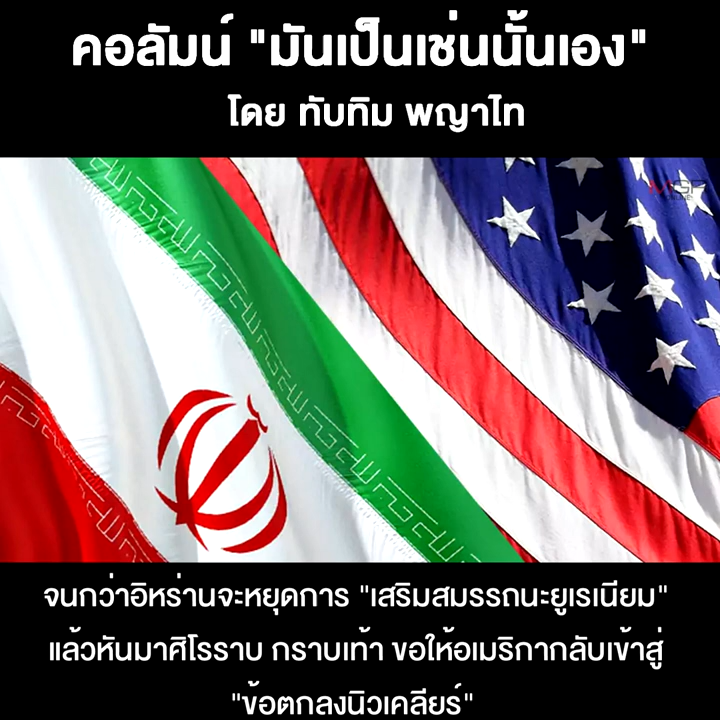 คอลัมน์ "มันเป็นเช่นนั้นเอง"
โดย ทับทิม พญาไท
MGR
จนกว่าอิหร่านจะหยุดการ "เสริมสมรรถนะยูเรเนียม"
แล้วหันมาศิโรราบ กราบเท้า ขอให้อเมริกากลับเข้าสู่
"ข้อตกลงนิวเคลียร์"